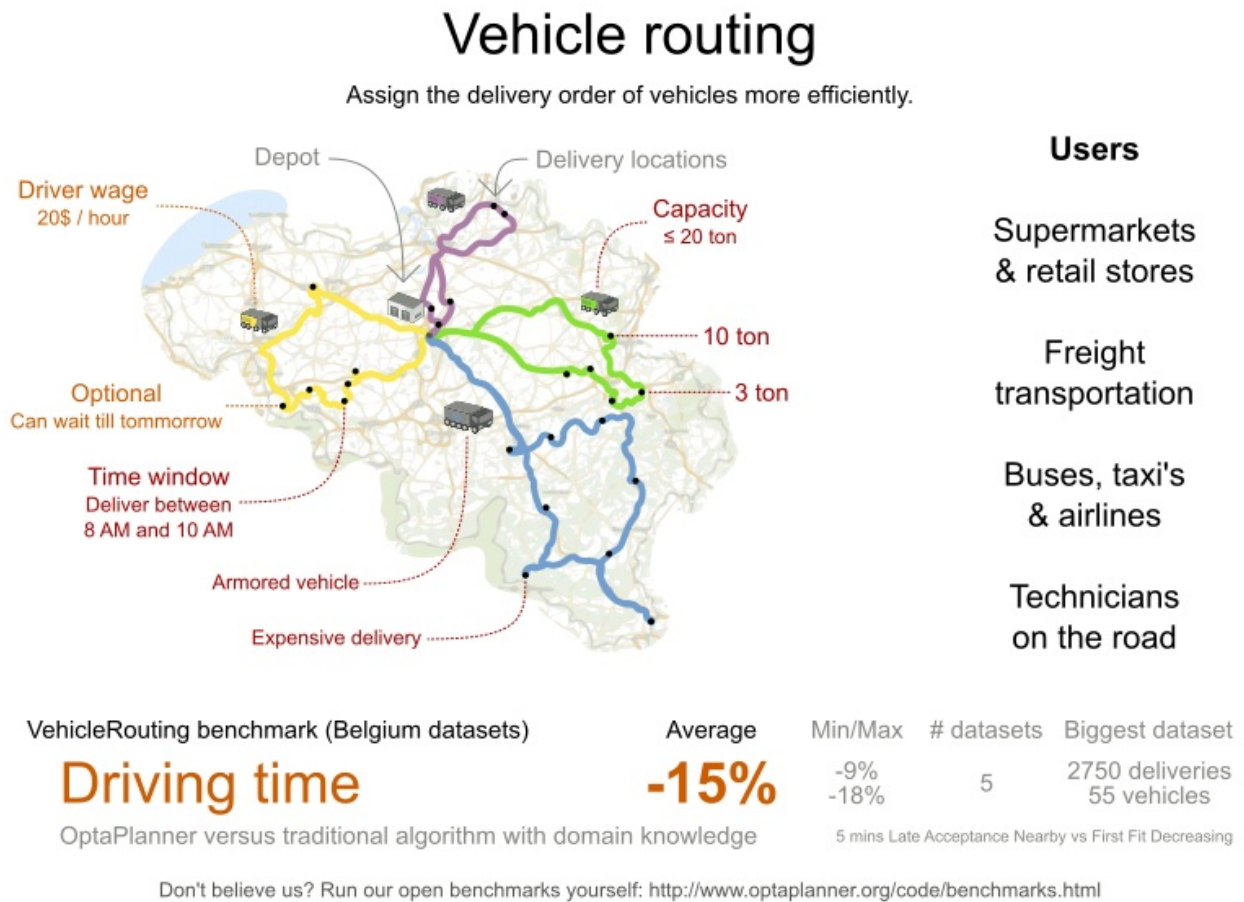 Vehicle routing
Assign the delivery order of vehicles more efficiently.
Depot
Delivery locations
Driver wage
20$ / hour
Capacity
≤ 20 ton
10 ton
3 ton
Optional
Can wait till tommorrow
Time window
Deliver between
8 AM and 10 AM
Armored vehicle
Expensive delivery
Users
Supermarkets
& retail stores
Freight
transportation
Buses, taxi's
& airlines
Technicians
on the road
VehicleRouting benchmark (Belgium datasets)
Driving time
OptaPlanner versus traditional algorithm with domain knowledge
Average
-15%
Min/Max
-9%
-18%
# datasets
5
Biggest dataset
2750 deliveries
55 vehicles
5 mins Late Acceptance Nearby vs First Fit Decreasing
Don't believe us? Run our open benchmarks yourself: http://www.optaplanner.org/code/benchmarks.html